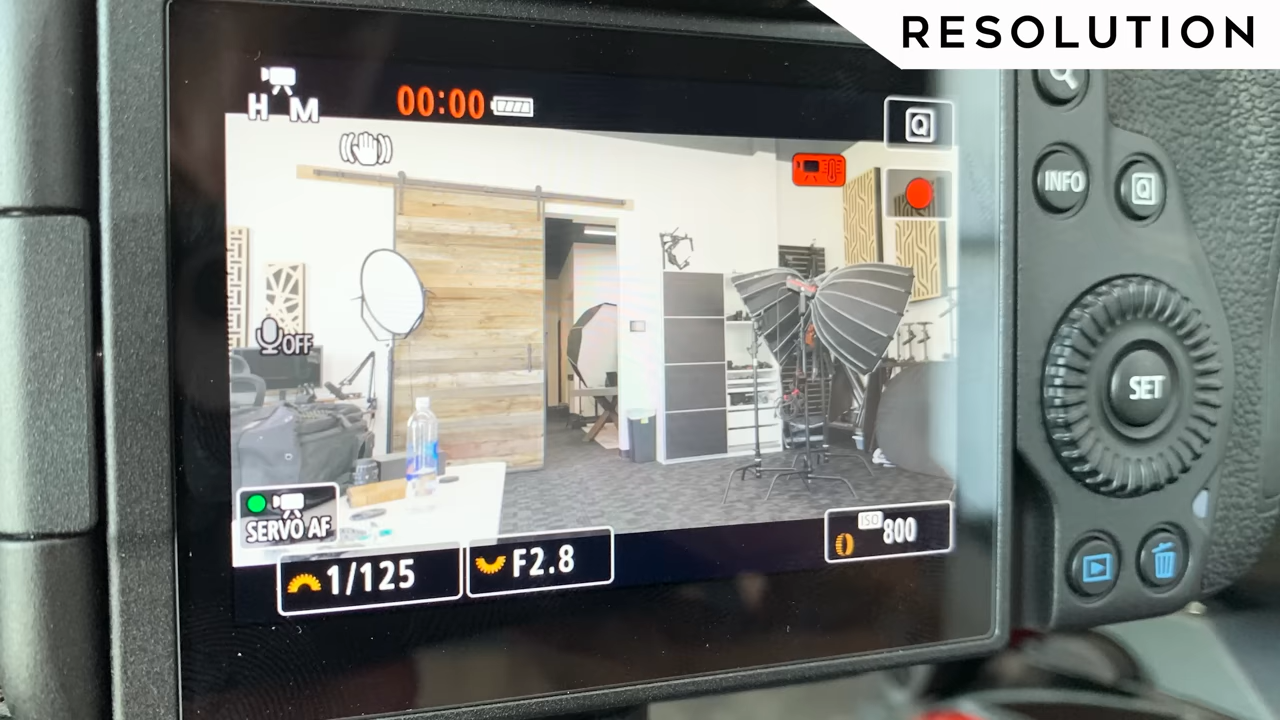 RESOLUTION
H M
00:00
Q
INFO
Q
OFF
SET
SERVO AF
1/125
F2.8
ISO
800